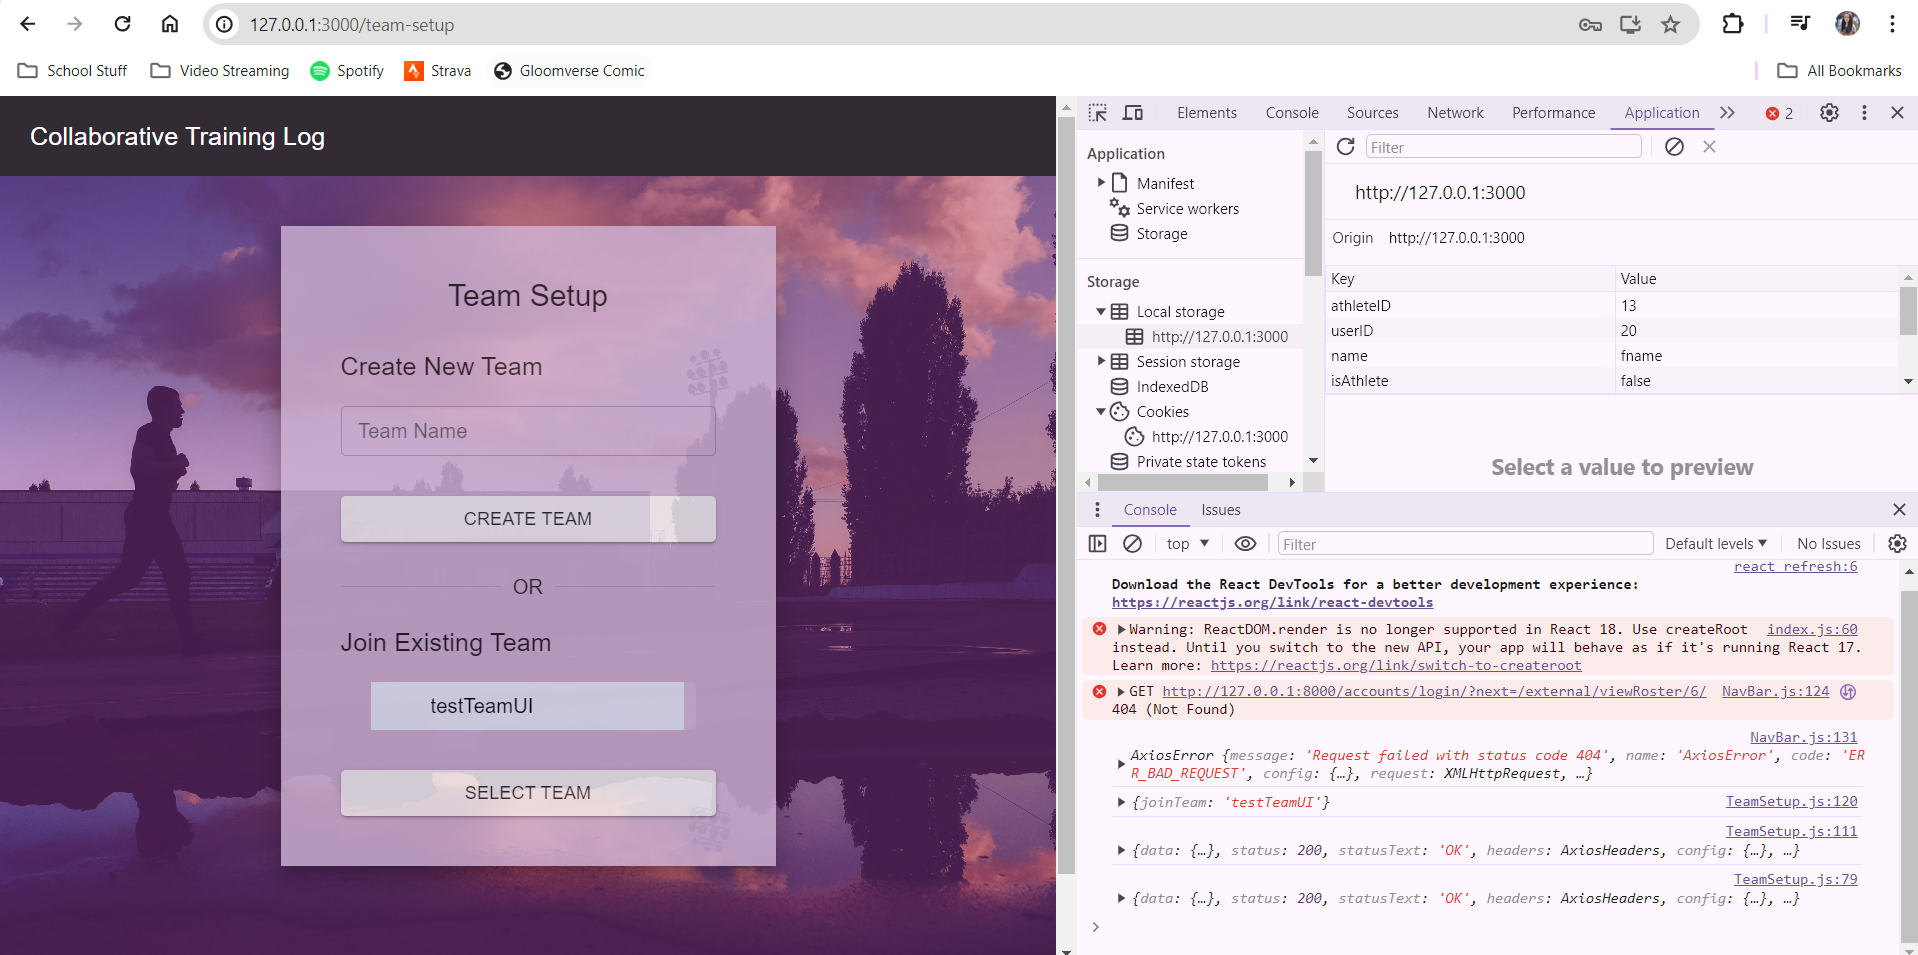 127.0.0.1:3000/team-setup
School Stuff
Video Streaming
Spotify
Strava
Gloomverse Comic
All Bookmarks
Collaborative Training Log
Team Setup
Create New Team
Team Name
CREATE TEAM
OR
Join Existing Team
testTeamUI
SELECT TEAM
Elements Console Sources Network Performance Application 2
Application
Manifest
Service workers
Storage
Storage
Local storage
http://127.0.0.1:3000
Session storage
IndexedDB
Cookies
http://127.0.0.1:3000
Private state tokens
Filter
http://127.0.0.1:3000
Origin http://127.0.0.1:3000
Key Value
athleteID 13
userID 20
name fname
isAthlete false
Select a value to preview
Console Issues
top Filter Default levels No Issues
react refresh:6
Download the React DevTools for a better development experience:
https://reactjs.org/link/react-devtools
Warning: ReactDOM.render is no longer supported in React 18. Use createRoot index.js:60
instead. Until you switch to the new API, your app will behave as if it's running React 17.
Learn more: https://reactjs.org/link/switch-to-createroot
GET http://127.0.0.1:8000/accounts/login/?next=/external/viewRoster/6/ NavBar.js:124
404 (Not Found)
NavBar.js:131
AxiosError {message: 'Request failed with status code 404', name: 'AxiosError', code: 'ER
R_BAD_REQUEST', config: {…}, request: XMLHttpRequest, …}
{joinTeam: 'testTeamUI'} TeamSetup.js:120
TeamSetup.js:111
{data: {…}, status: 200, statusText: 'OK', headers: AxiosHeaders, config: {…}, …}
TeamSetup.js:79
{data: {…}, status: 200, statusText: 'OK', headers: AxiosHeaders, config: {…}, …}